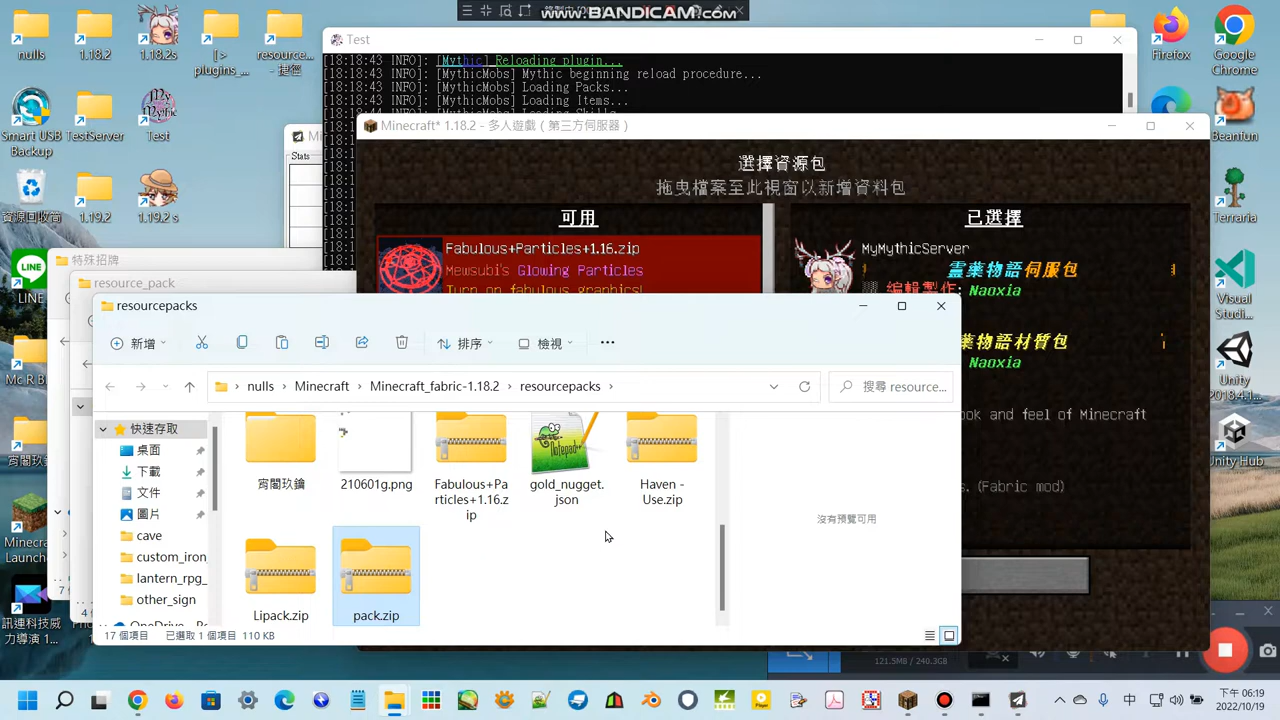 WWW.BANDICAM.COM
nulls
1.18.2
1.18.2s
[ >
plugins_...
resource...
- 捷徑
Firefox
Google
Chrome
Smart USB
Backup
TestServer
Test
Beanfun
資源回收筒
1.19.2
1.19.2 s
Terraria
LINE
Visual
Studi...
Unity
2018.4.1...
Unity Hub
Test
[18:18:43 INFO]: [Mythic] Reloading plugin...
[18:18:43 INFO]: [MythicMobs] Mythic beginning reload procedure...
[18:18:43 INFO]: [MythicMobs] Loading Packs...
[18:18:43 INFO]: [MythicMobs] Loading Items...
Stats
Minecraft* 1.18.2 - 多人遊戲（第三方伺服器）
選擇資源包
拖曳檔案至此視窗以新增資料包
可用
已選擇
Fabulous+Particles+1.16.zip
Mewsubi's Glowing Particles
Turn on fabulous graphics!
MyMythicServer
靈藥物語伺服包
編輯製作: Naoxia
藥物語材質包
Naoxia
ook and feel of Minecraft
(Fabric mod)
特殊招牌
resource_pack
resourcepacks
新增
排序
檢視
nulls
Minecraft
Minecraft_fabric-1.18.2
resourcepacks
搜尋 resource...
快速存取
桌面
下載
文件
圖片
cave
custom_iron
lantern_rpg_
other_sign
宵闇玖鑰
210601g.png
Fabulous+Pa
rticles+1.16.z
ip
gold_nugget.
json
Haven -
Use.zip
Lipack.zip
pack.zip
沒有預覽可用
17 個項目
已選取 1 個項目 110 KB
121.5MB / 240.3GB
下午 06:19
2022/10/19
中